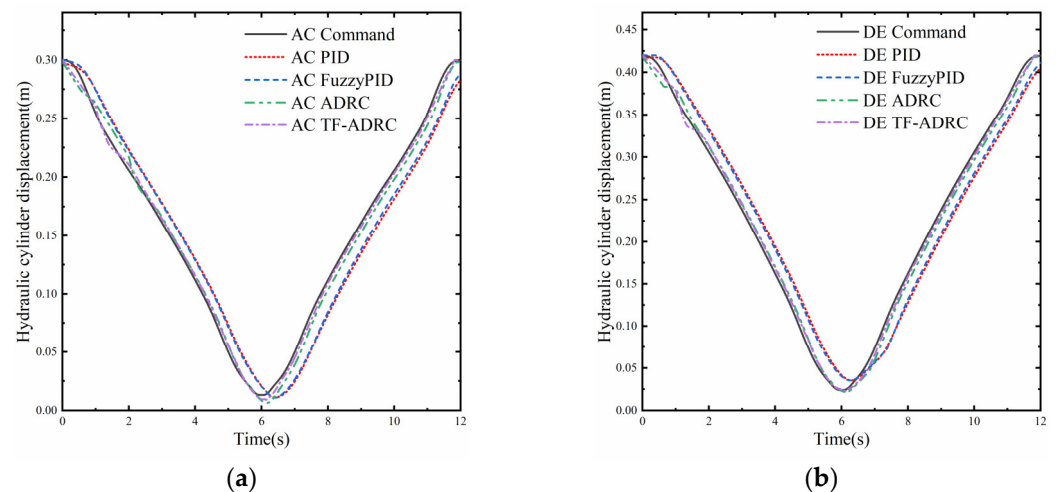 AC Command
AC PID
AC FuzzyPID
AC ADRC
AC TF-ADRC
Hydraulic cylinder displacement(m)
0.30
0.25
0.20
0.15
0.10
0.05
0.00
0 2 4 6 8 10 12
Time(s)
(a)
DE Command
DE PID
DE FuzzyPID
DE ADRC
DE TF-ADRC
Hydraulic cylinder displacement(m)
0.45
0.40
0.35
0.30
0.25
0.20
0.15
0.10
0.05
0.00
0 2 4 6 8 10 12
Time(s)
(b)